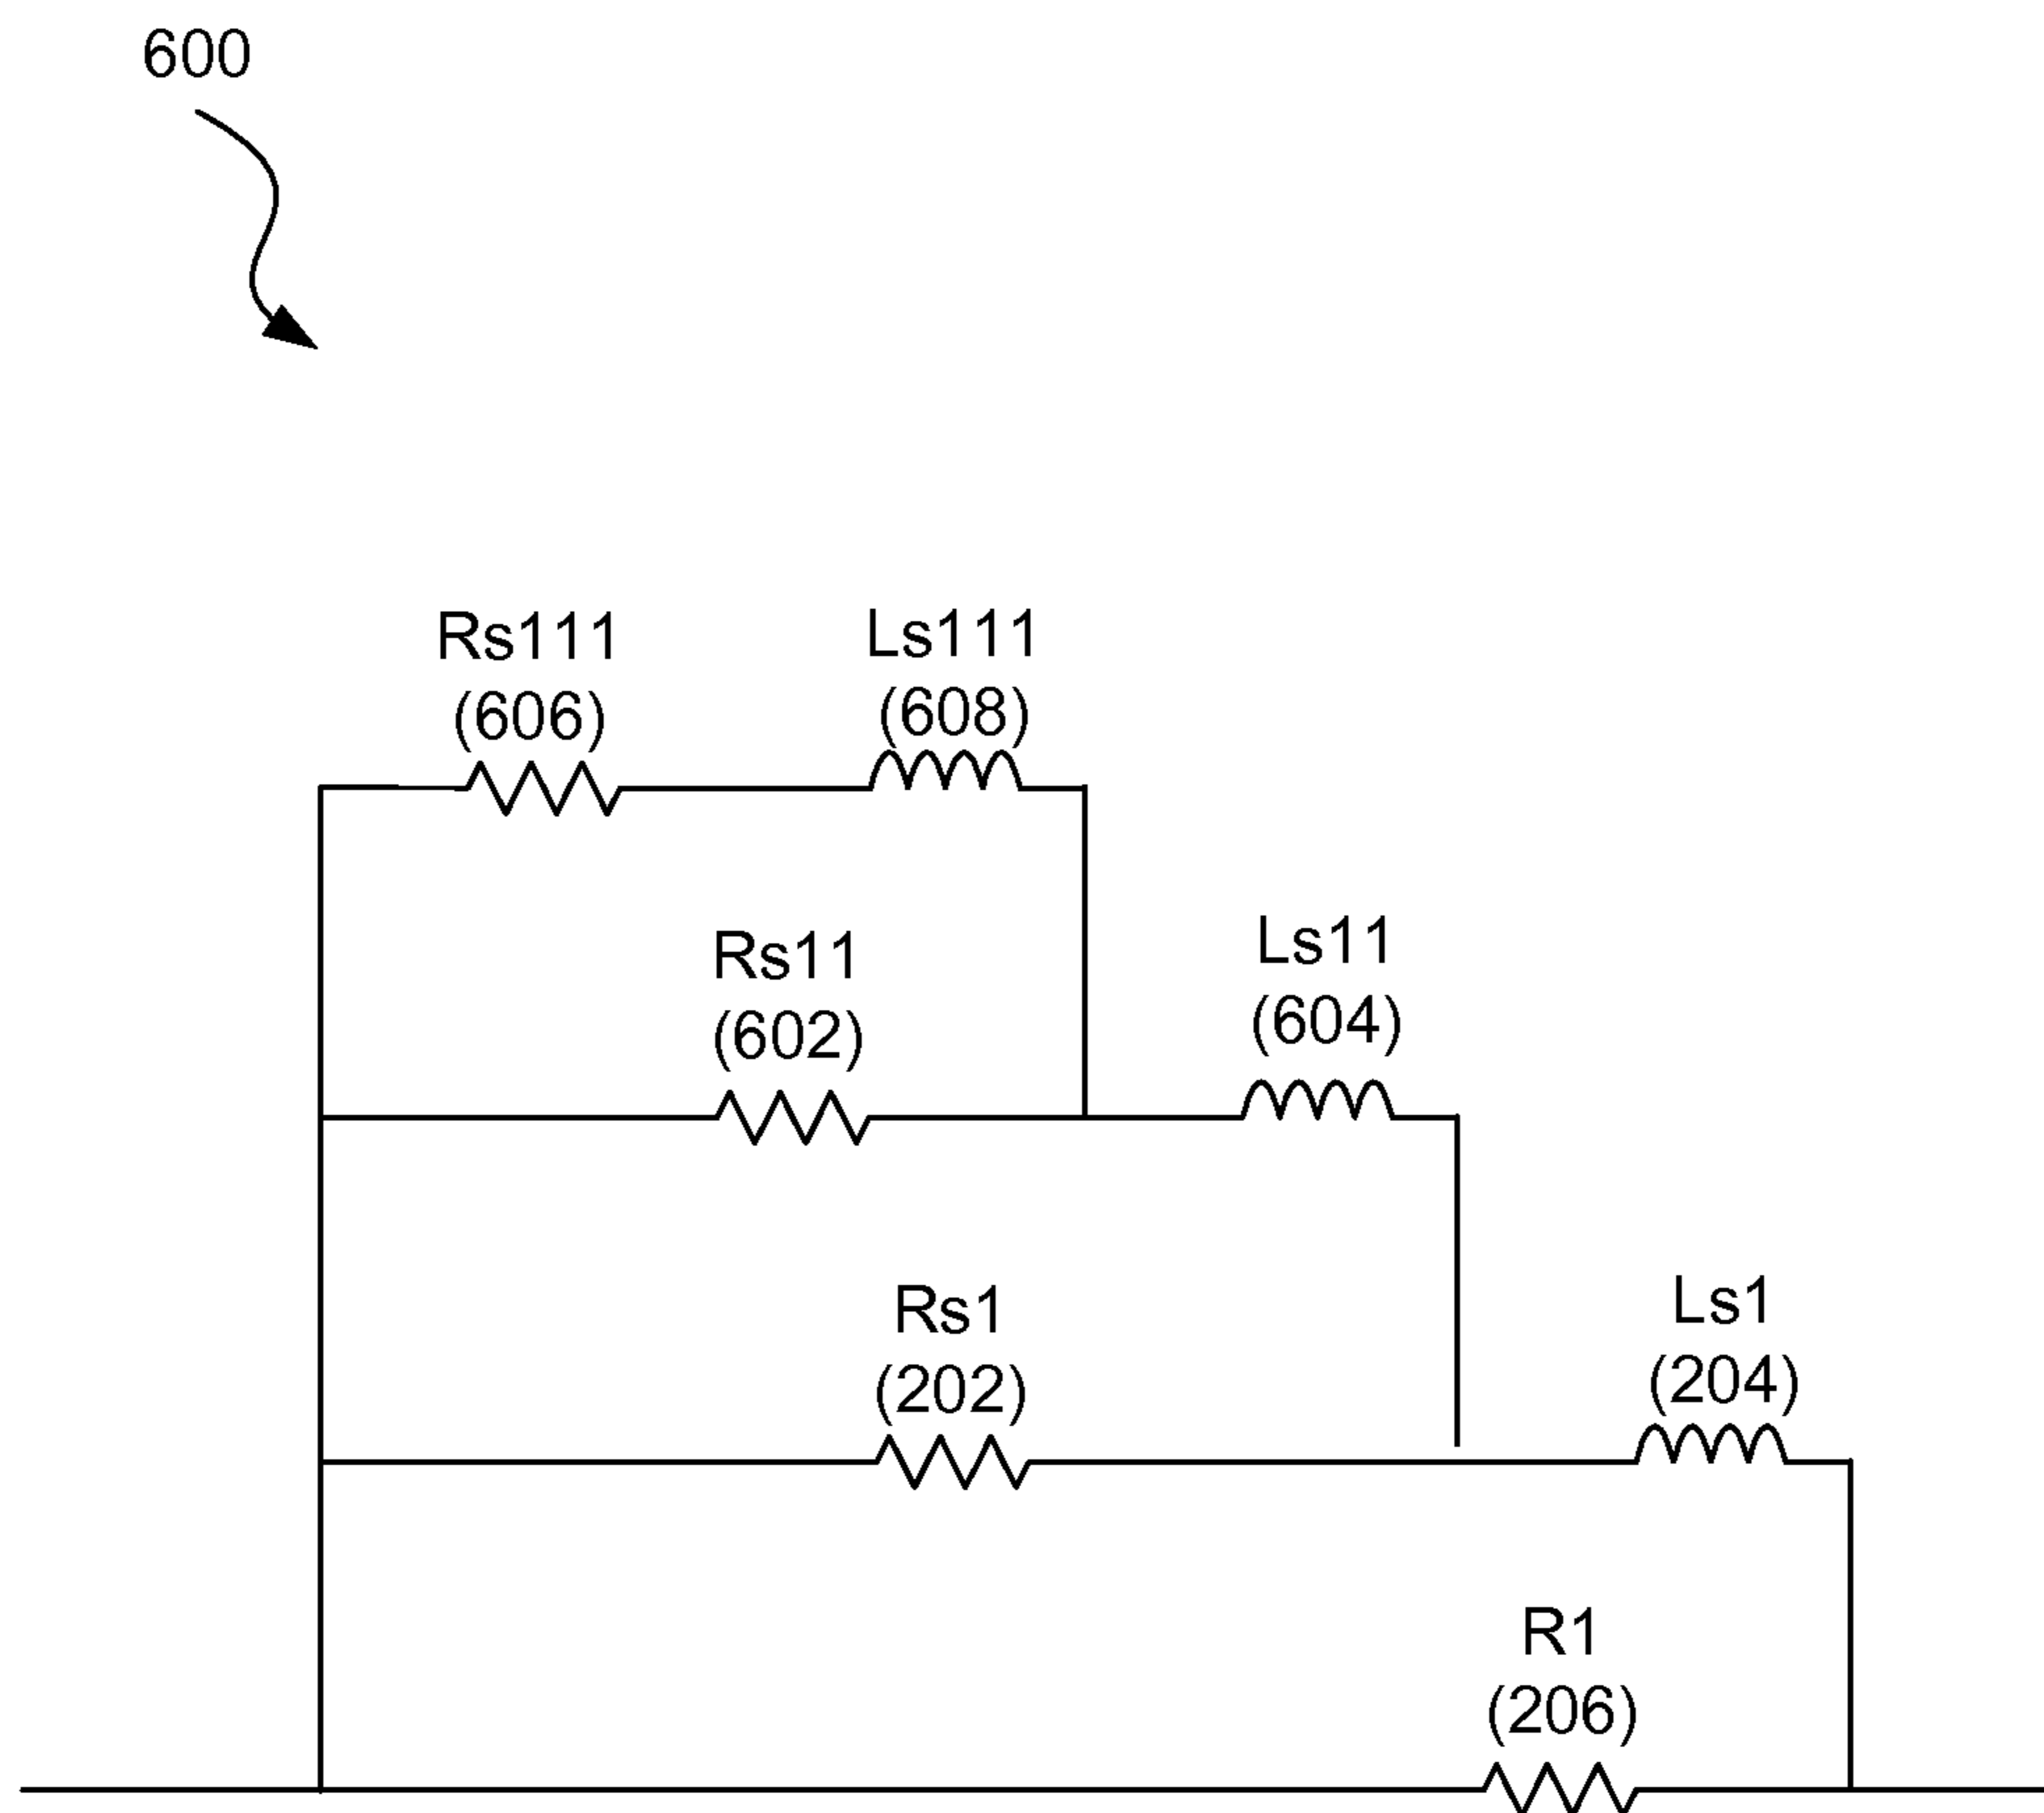 600
Rs111
(606)
Ls111
(608)
Rs11
(602)
Ls11
(604)
Rs1
(202)
Ls1
(204)
R1
(206)